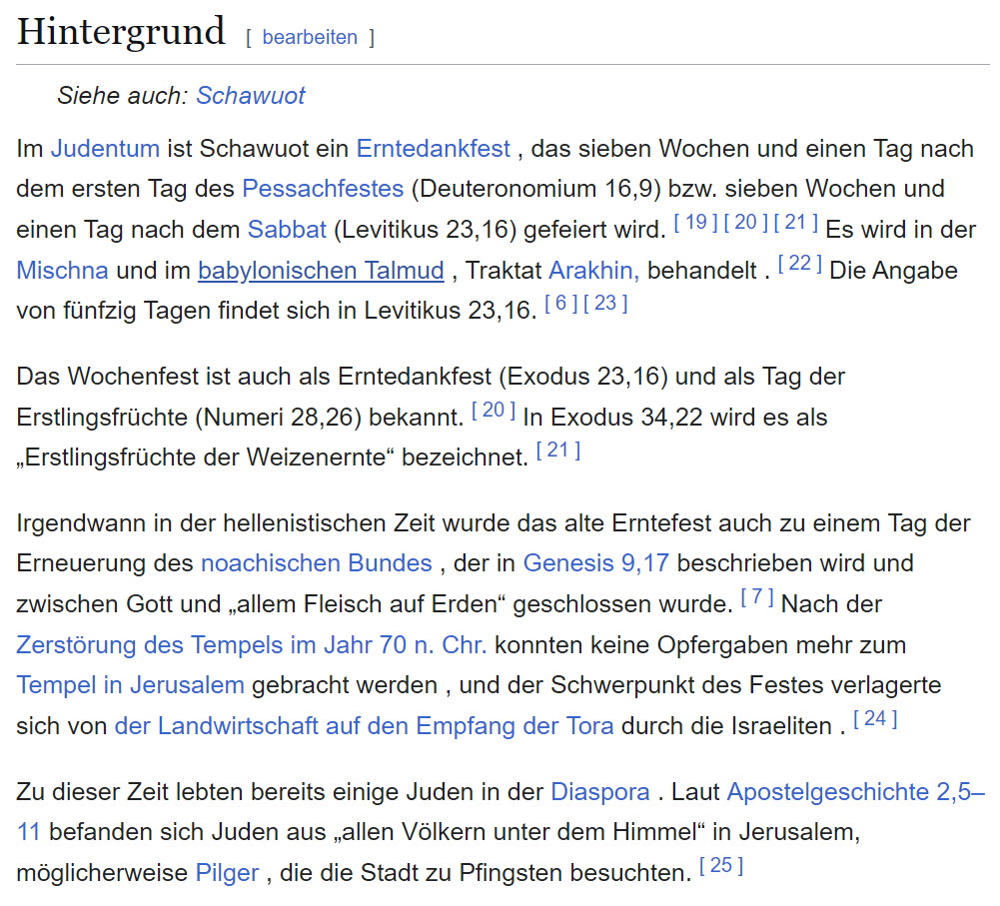 Hintergrund [ bearbeiten ]
Siehe auch: Schawuot
Im Judentum ist Schawuot ein Erntedankfest , das sieben Wochen und einen Tag nach
dem ersten Tag des Pessachfestes (Deuteronomium 16,9) bzw. sieben Wochen und
einen Tag nach dem Sabbat (Levitikus 23,16) gefeiert wird. [ 19 ] [ 20 ] [ 21 ] Es wird in der
Mischna und im babylonischen Talmud , Traktat Arakhin, behandelt . [ 22 ] Die Angabe
von fünfzig Tagen findet sich in Levitikus 23,16. [ 6 ] [ 23 ]
Das Wochenfest ist auch als Erntedankfest (Exodus 23,16) und als Tag der
Erstlingsfrüchte (Numeri 28,26) bekannt. [ 20 ] In Exodus 34,22 wird es als
„Erstlingsfrüchte der Weizenernte“ bezeichnet. [ 21 ]
Irgendwann in der hellenistischen Zeit wurde das alte Erntefest auch zu einem Tag der
Erneuerung des noachischen Bundes , der in Genesis 9,17 beschrieben wird und
zwischen Gott und „allem Fleisch auf Erden“ geschlossen wurde. [ 7 ] Nach der
Zerstörung des Tempels im Jahr 70 n. Chr. konnten keine Opfergaben mehr zum
Tempel in Jerusalem gebracht werden , und der Schwerpunkt des Festes verlagerte
sich von der Landwirtschaft auf den Empfang der Tora durch die Israeliten . [ 24 ]
Zu dieser Zeit lebten bereits einige Juden in der Diaspora . Laut Apostelgeschichte 2,5–
11 befanden sich Juden aus „allen Völkern unter dem Himmel“ in Jerusalem,
möglicherweise Pilger , die die Stadt zu Pfingsten besuchten. [ 25 ]